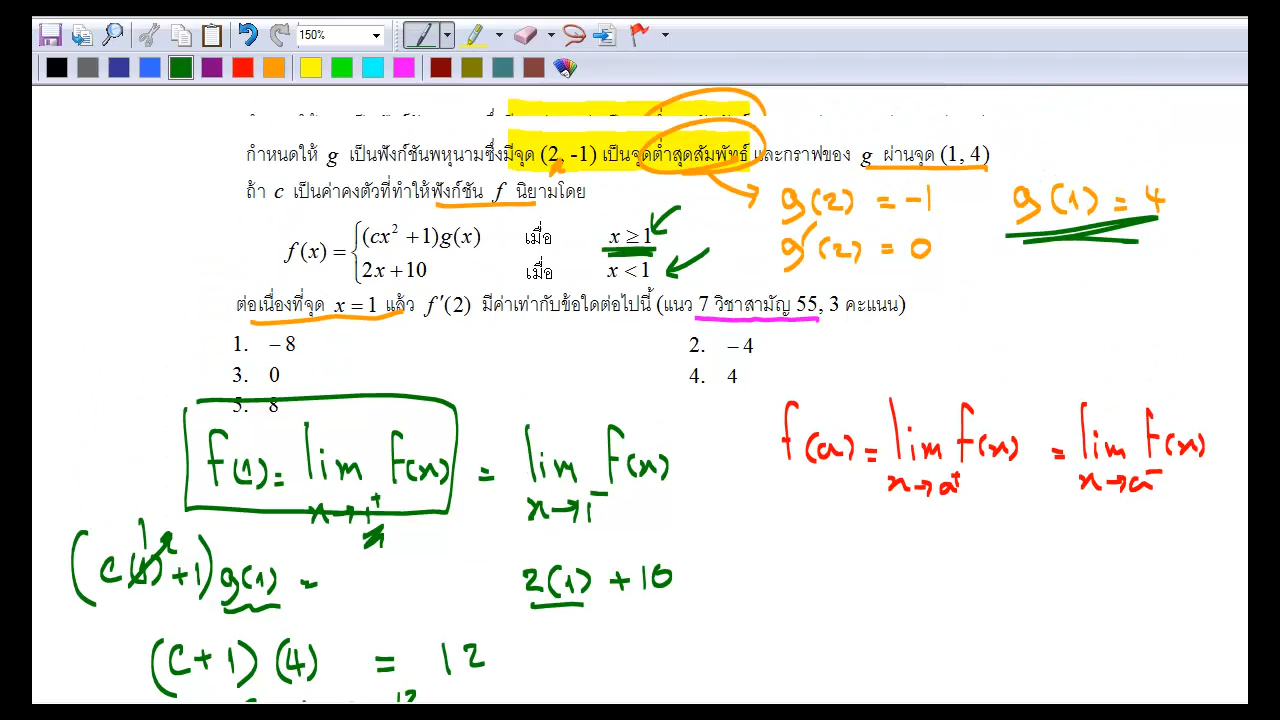 150%
กำหนดให้ g เป็นฟังก์ชันพหุนามซึ่งมีจุด (2, -1) เป็นจุดต่ำสุดสัมพัทธ์ และกราฟของ g ผ่านจุด (1, 4)
ถ้า c เป็นค่าคงตัวที่ทำให้ฟังก์ชัน f นิยามโดย
g(2) = -1
g(1) = 4
g'(2) = 0
f(x) = { (cx² +1)g(x) เมื่อ x ≥ 1
2x+10 เมื่อ x < 1
ต่อเนื่องที่จุด x = 1 แล้ว f ′(2) มีค่าเท่ากับข้อใดต่อไปนี้ (แนว 7 วิชาสามัญ 55, 3 คะแนน)
1. – 8 2. – 4
3. 0 4. 4
5. 8
f(1) = lim x→1⁺ f(x) = lim x→1⁻ f(x)
f(a) = lim x→a⁺ f(x) = lim x→a⁻ f(x)
(c(1)² +1) g(1) = 2(1) + 10
(c+1) (4) = 12
12